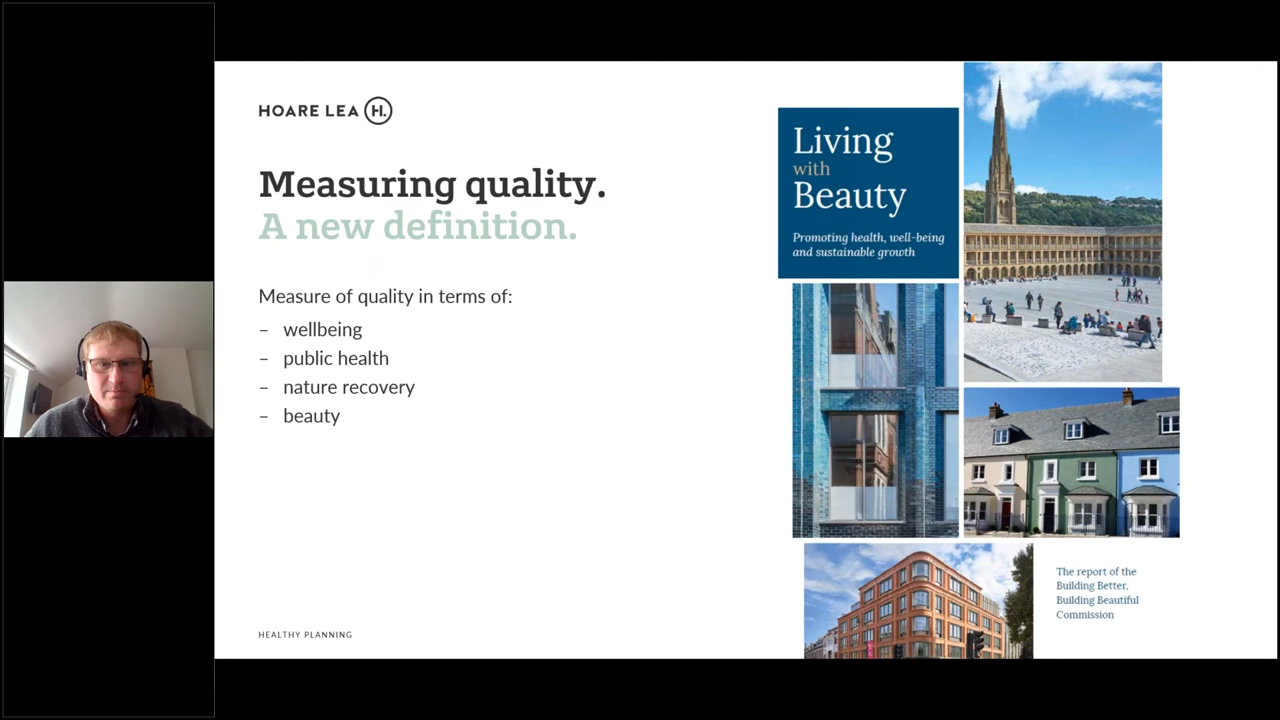 HOARE LEA H.
Measuring quality.
A new definition.
Measure of quality in terms of:
– wellbeing
– public health
– nature recovery
– beauty
HEALTHY PLANNING
Living
with
Beauty
Promoting health, well-being
and sustainable growth
The report of the
Building Better,
Building Beautiful
Commission